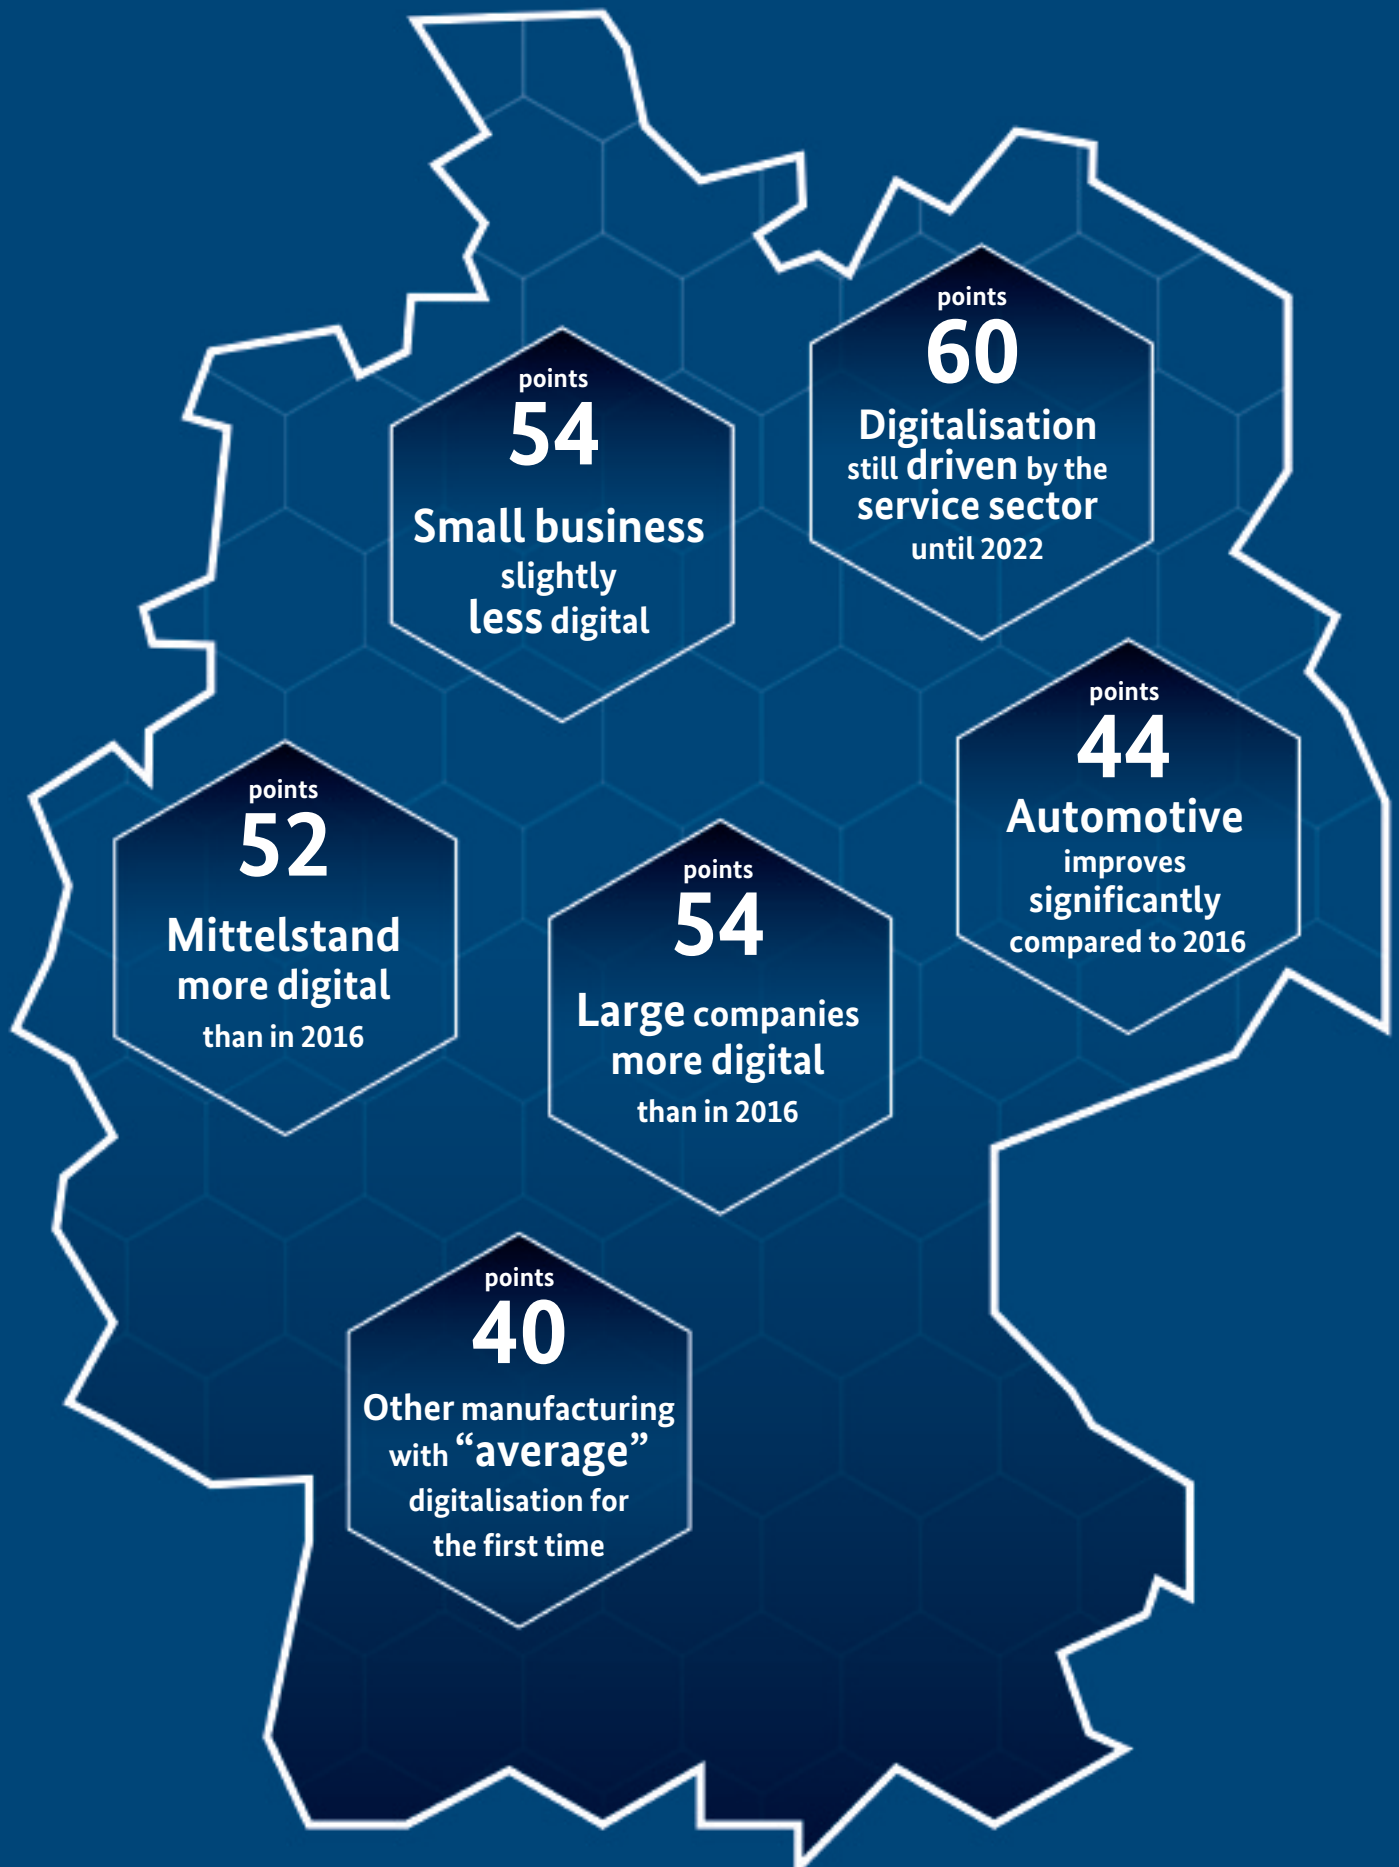 points
60
Digitalisation
still driven by the
service sector
until 2022
points
54
Small business
slightly
less digital
points
44
Automotive
improves
significantly
compared to 2016
points
52
Mittelstand
more digital
than in 2016
points
54
Large companies
more digital
than in 2016
points
40
Other manufacturing
with “average”
digitalisation for
the first time